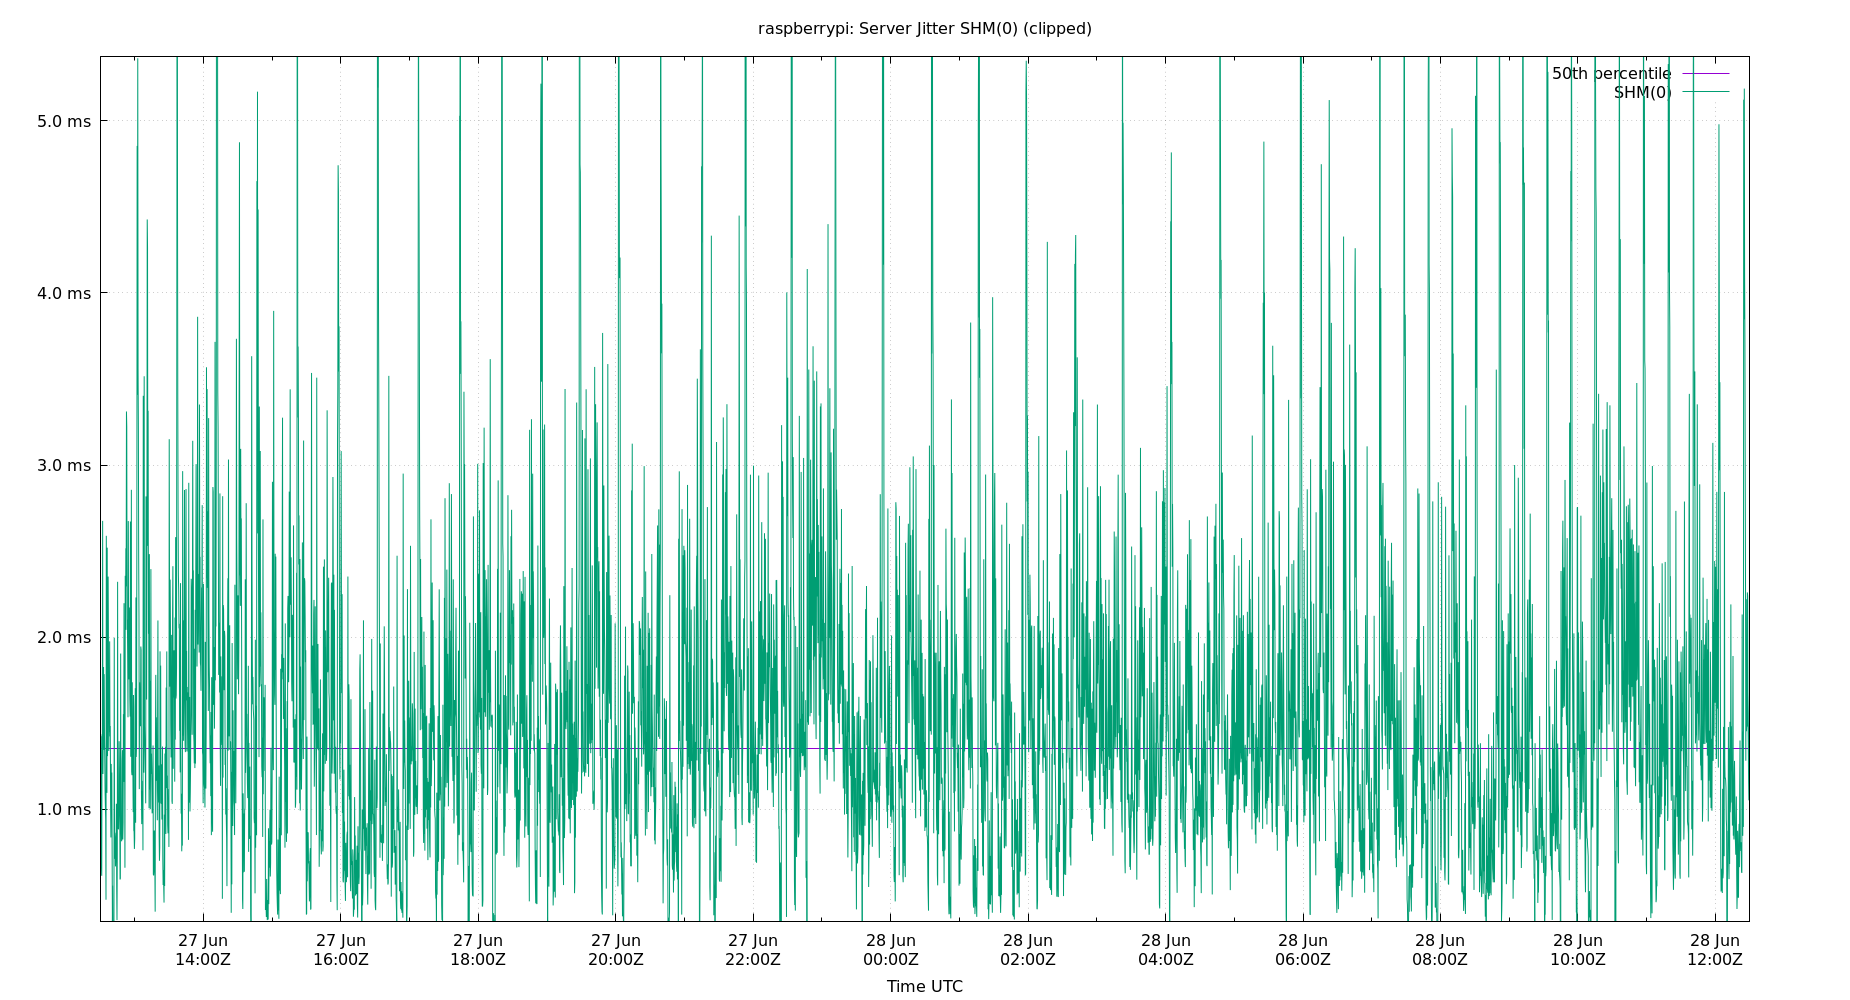 raspberrypi: Server Jitter SHM(0) (clipped)
50th percentile
SHM(0)
5.0 ms
4.0 ms
3.0 ms
2.0 ms
1.0 ms
27 Jun 27 Jun 27 Jun 27 Jun 27 Jun 28 Jun 28 Jun 28 Jun 28 Jun 28 Jun 28 Jun 28 Jun
14:00Z 16:00Z 18:00Z 20:00Z 22:00Z 00:00Z 02:00Z 04:00Z 06:00Z 08:00Z 10:00Z 12:00Z
Time UTC